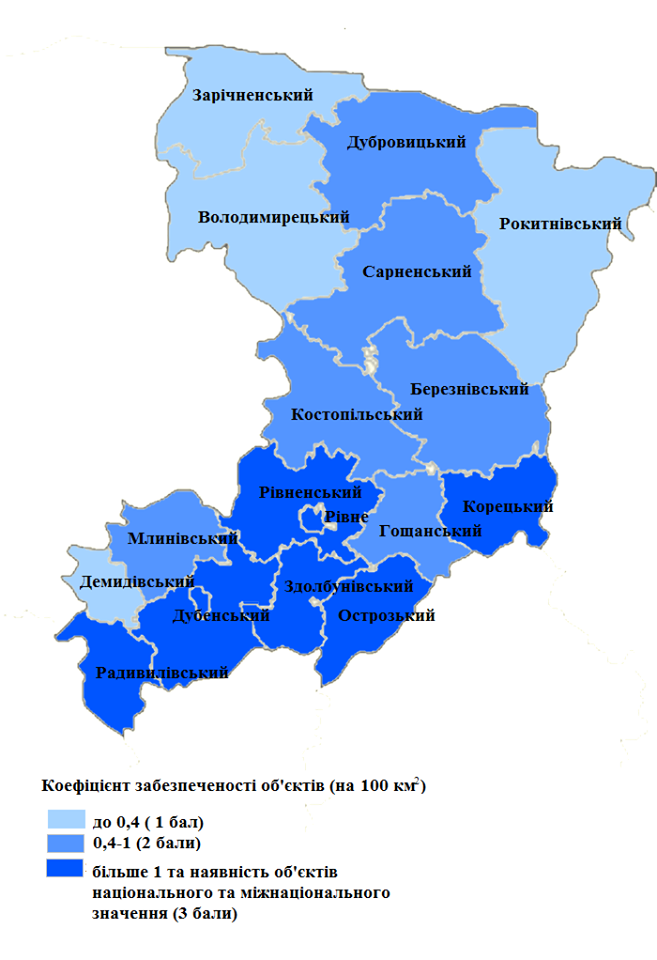 Зарічненський
Дубровицький
Володимирецький
Рокитнівський
Сарненський
Березнівський
Костопільський
Рівненський
Корецький
Рівне
Гощанський
Млинівський
Демидівський
Здолбунівський
Дубенський
Острозький
Радивилівський
Коефіцієнт забезпеченості об'єктів (на 100 км²)
до 0,4 ( 1 бал)
0,4-1 (2 бали)
більше 1 та наявність об'єктів
національного та міжнаціонального
значення (3 бали)